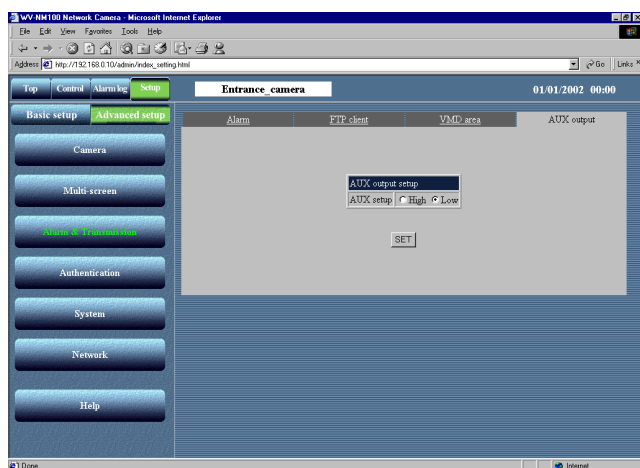 WV-NM100 Network Camera - Microsoft Internet Explorer
File Edit View Favorites Tools Help
Address http://192.168.0.10/admin/index_setting.html Go Links »
Top Control Alarm log Setup
Entrance_camera
01/01/2002 00:00
Basic setup Advanced setup
Alarm FTP client VMD area AUX output
Camera
Multi-screen
Alarm & Transmission
Authentication
System
Network
Help
AUX output setup
AUX setup High Low
SET
Done Internet